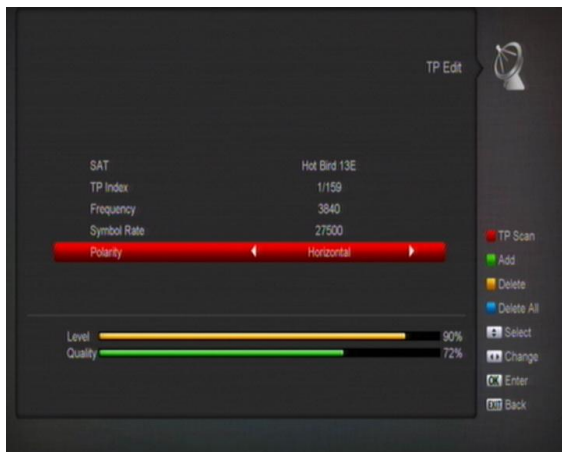 TP Edit
SAT Hot Bird 13E
TP Index 1/159
Frequency 3840
Symbol Rate 27500
Polarity Horizontal
TP Scan
Add
Delete
Delete All
Level 90%
Select
Quality 72%
Change
OK Enter
EXIT Back